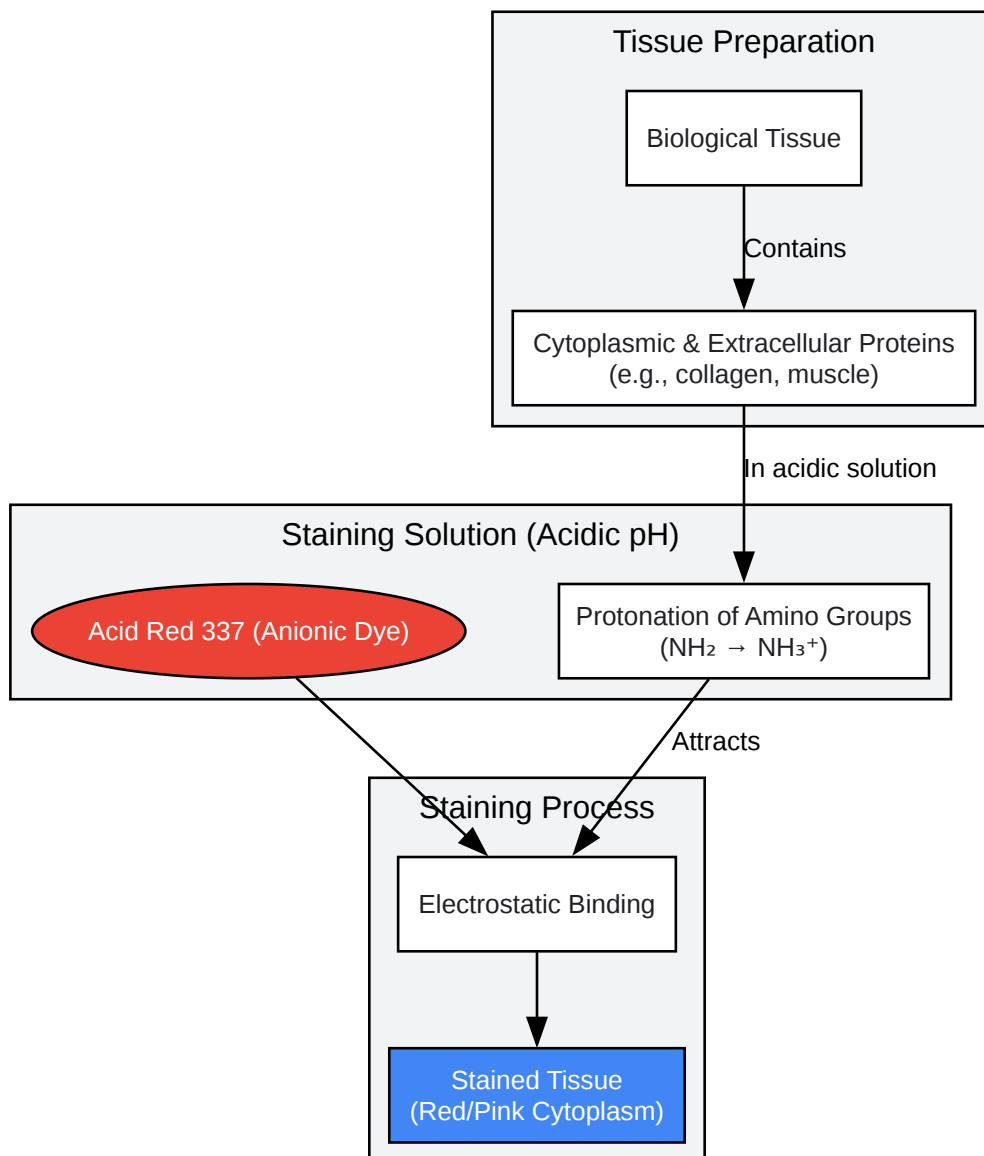 Tissue Preparation
Biological Tissue
Contains
Cytoplasmic & Extracellular Proteins
(e.g., collagen, muscle)
In acidic solution
Staining Solution (Acidic pH)
Acid Red 337 (Anionic Dye)
Protonation of Amino Groups
(NH₂ → NH₃⁺)
Attracts
Staining Process
Electrostatic Binding
Stained Tissue
(Red/Pink Cytoplasm)